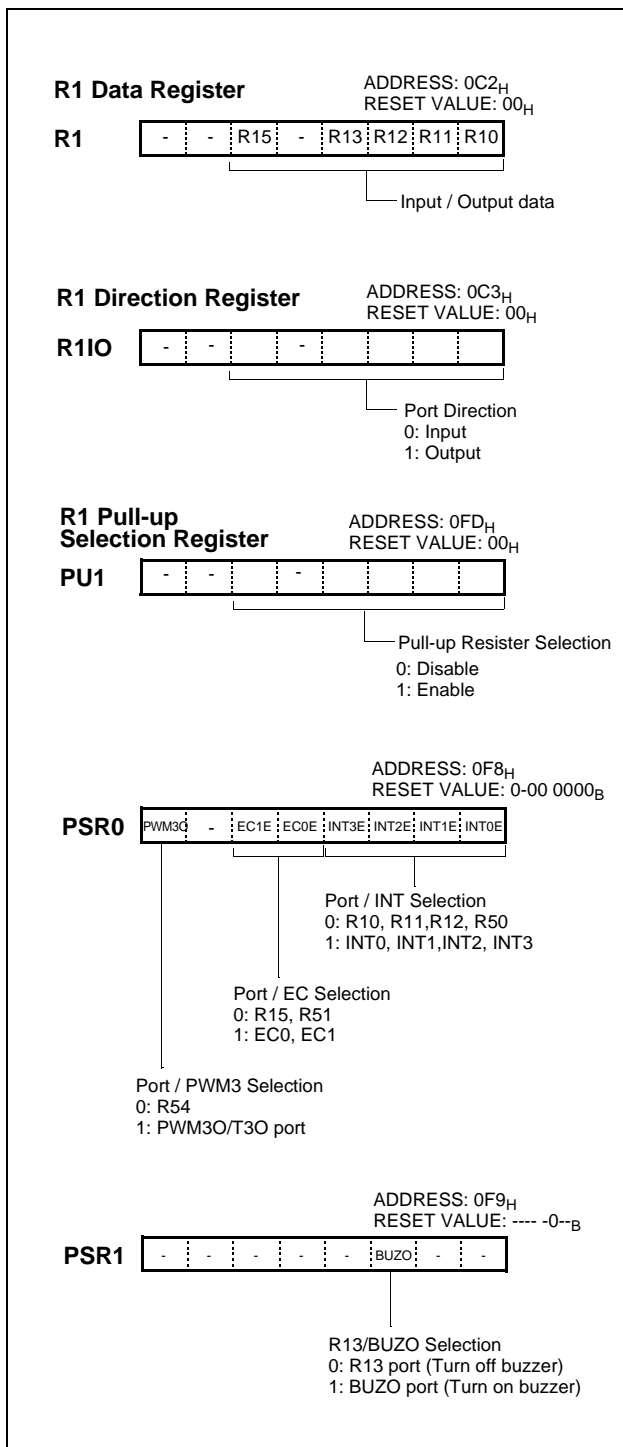 R1 Data Register
ADDRESS: 0C2H
RESET VALUE: 00H
R1
- - R15 - R13 R12 R11 R10
Input / Output data
R1 Direction Register
ADDRESS: 0C3H
RESET VALUE: 00H
R1IO
- - -
Port Direction
0: Input
1: Output
R1 Pull-up
Selection Register
ADDRESS: 0FDH
RESET VALUE: 00H
PU1
- - -
Pull-up Resister Selection
0: Disable
1: Enable
ADDRESS: 0F8H
RESET VALUE: 0-00 0000B
PSR0
PWM3O - EC1E EC0E INT3E INT2E INT1E INT0E
Port / INT Selection
0: R10, R11,R12, R50
1: INT0, INT1,INT2, INT3
Port / EC Selection
0: R15, R51
1: EC0, EC1
Port / PWM3 Selection
0: R54
1: PWM3O/T3O port
ADDRESS: 0F9H
RESET VALUE: ---- -0--B
PSR1
- - - - - BUZO - -
R13/BUZO Selection
0: R13 port (Turn off buzzer)
1: BUZO port (Turn on buzzer)